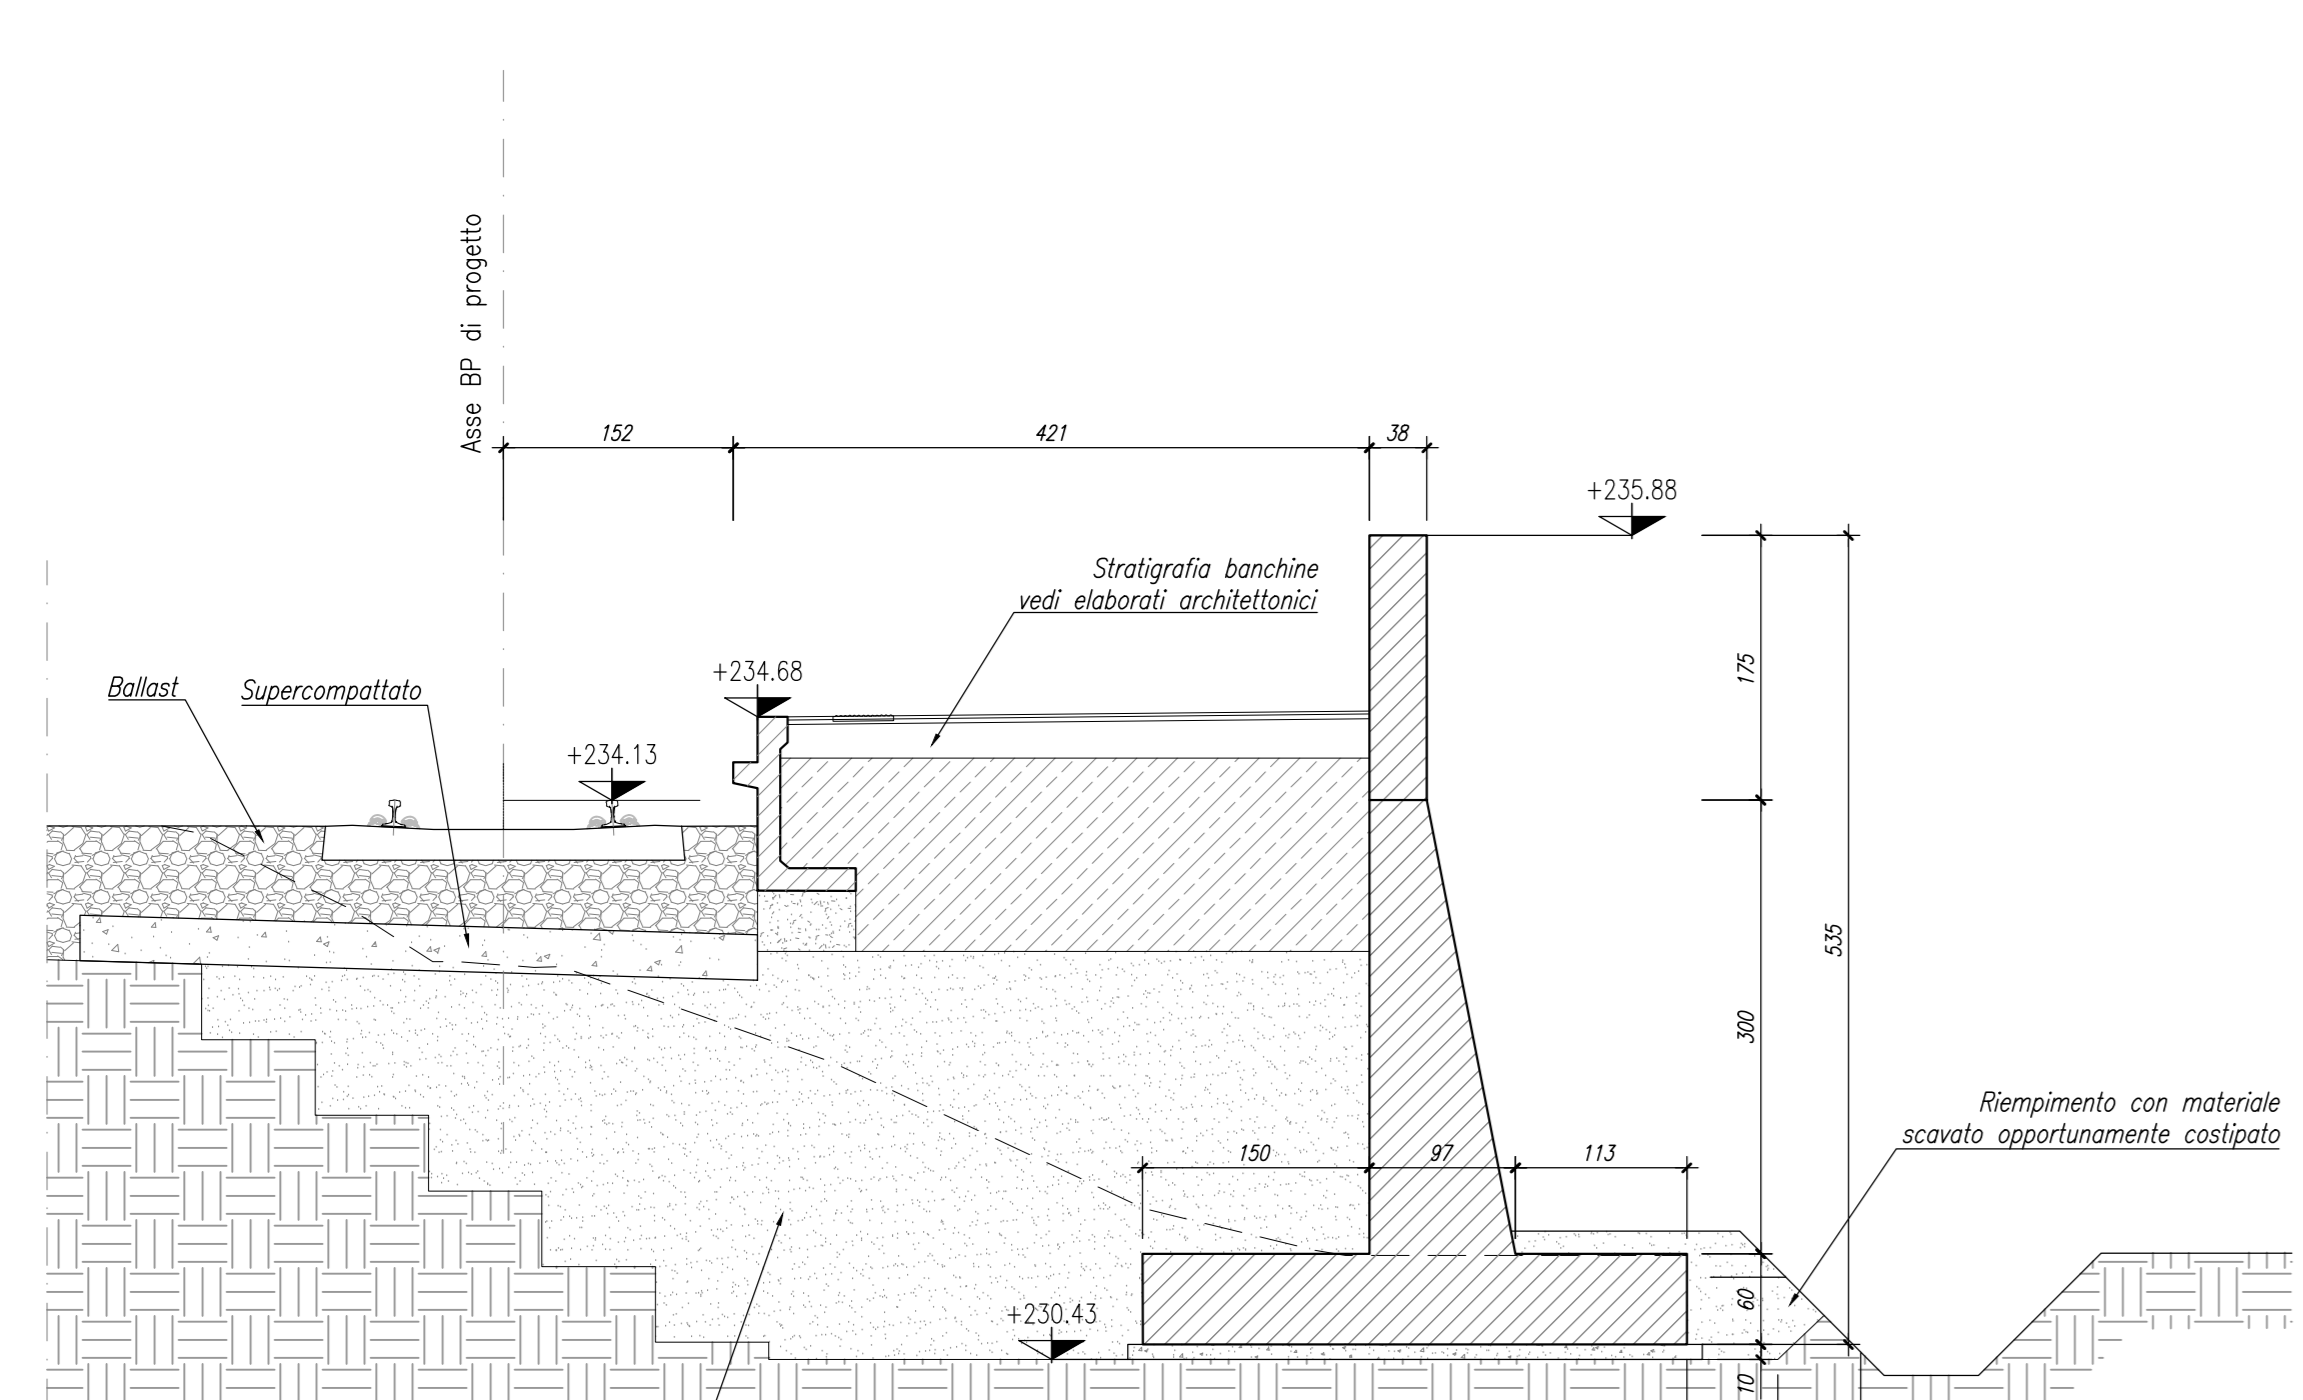 Asse BP di progetto
152
421
38
+235.88
Stratigrafia banchine
vedi elaborati architettonici
+234.68
Ballast
Supercompattato
+234.13
175
535
300
Riempimento con materiale
scavato opportunamente costipato
150
97
113
60
+230.43
10